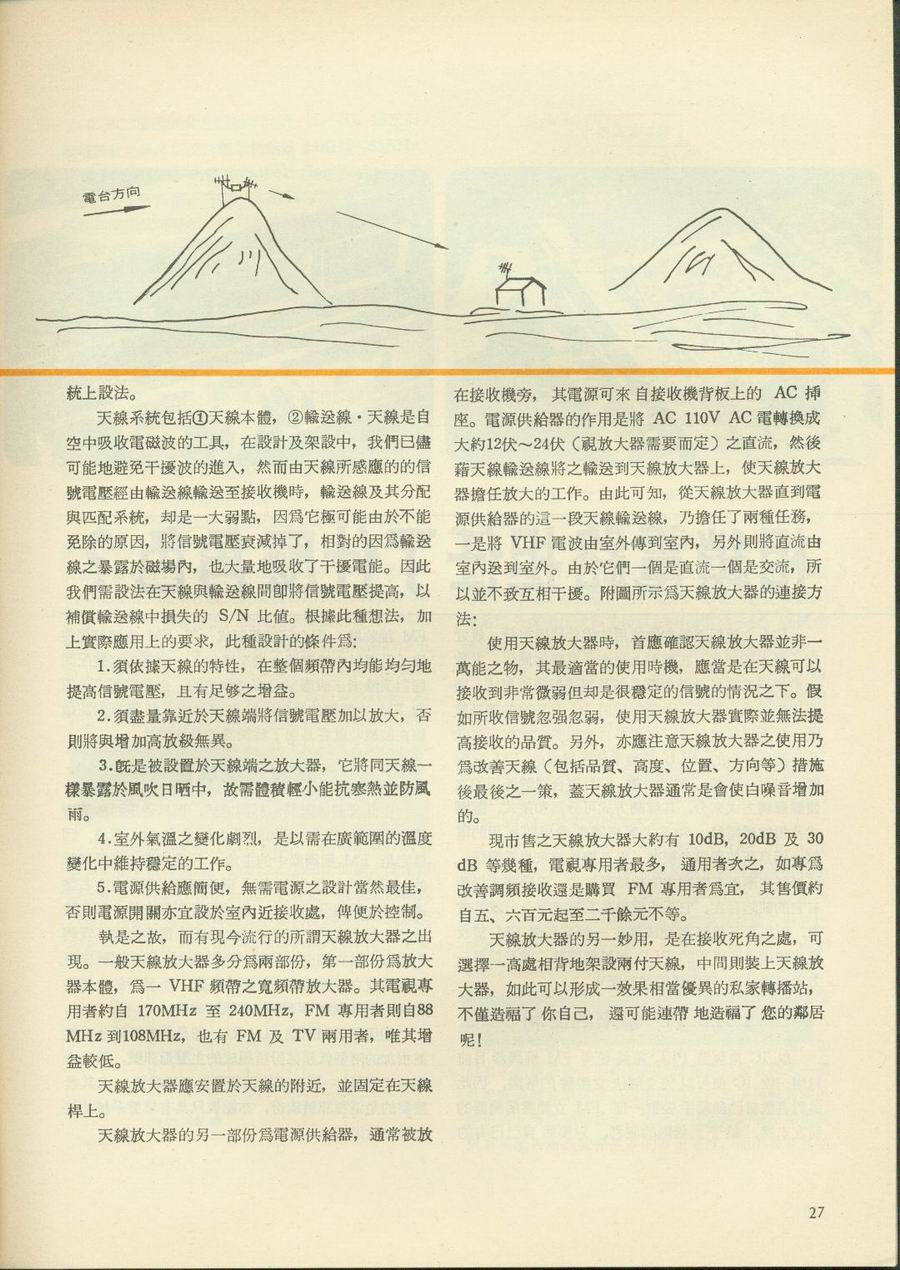 電台方向
統上設法。
天線系統包括①天線本體，②輸送線・天線是自
空中吸收電磁波的工具，在設計及架設中，我們已儘
可能地避免干擾波的進入，然而由天線所感應的的信
號電壓經由輸送線輸送至接收機時，輸送線及其分配
與匹配系統，却是一大弱點，因爲它極可能由於不能
免除的原因，將信號電壓衰減掉了，相對的因爲輸送
線之暴露於磁場內，也大量地吸收了干擾電能。因此
我們需設法在天線與輸送線間即將信號電壓提高，以
補償輸送線中損失的 S/N 比值。根據此種想法，加
上實際應用上的要求，此種設計的條件爲:
1.須依據天線的特性，在整個頻帶內均能均勻地
提高信號電壓，且有足够之增益。
2.須盡量靠近於天線端將信號電壓加以放大，否
則將與增加高放級無異。
3.旣是被設置於天線端之放大器，它將同天線一
樣暴露於風吹日晒中，故需體積輕小能抗寒熱並防風
雨。
4.室外氣溫之變化劇烈，是以需在廣範圍的溫度
變化中維持穩定的工作。
5.電源供給應簡便，無需電源之設計當然最佳，
否則電源開關亦宜設於室內近接收處，俾便於控制。
執是之故，而有現今流行的所謂天線放大器之出
現。一般天線放大器多分爲兩部份，第一部份爲放大
器本體，爲一 VHF 頻帶之寬頻帶放大器。其電視專
用者約自 170MHz 至 240MHz，FM 專用者則自88
MHz 到108MHz，也有 FM 及 TV 兩用者，唯其增
益較低。
天線放大器應安置於天線的附近，並固定在天線
桿上。
天線放大器的另一部份爲電源供給器，通常被放
在接收機旁，其電源可來自接收機背板上的 AC 插
座。電源供給器的作用是將 AC 110V AC 電轉換成
大約12伏～24伏（視放大器需要而定）之直流，然後
藉天線輸送線將之輸送到天線放大器上，使天線放大
器擔任放大的工作。由此可知，從天線放大器直到電
源供給器的這一段天線輸送線，乃擔任了兩種任務，
一是將 VHF 電波由室外傳到室內，另外則將直流由
室內送到室外。由於它們一個是直流一個是交流，所
以並不致互相干擾。附圖所示爲天線放大器的連接方
法:
使用天線放大器時，首應確認天線放大器並非一
萬能之物，其最適當的使用時機，應當是在天線可以
接收到非常微弱但却是很穩定的信號的情況之下。假
如所收信號忽强忽弱，使用天線放大器實際並無法提
高接收的品質。另外，亦應注意天線放大器之使用乃
爲改善天線（包括品質、高度、位置、方向等）措施
後最後之一策，蓋天線放大器通常是會使白噪音增加
的。
現市售之天線放大器大約有 10dB，20dB 及 30
dB 等幾種，電視專用者最多，通用者次之，如專爲
改善調頻接收還是購買 FM 專用者爲宜，其售價約
自五、六百元起至二千餘元不等。
天線放大器的另一妙用，是在接收死角之處，可
選擇一高處相背地架設兩付天線，中間則裝上天線放
大器，如此可以形成一效果相當優異的私家轉播站，
不僅造福了你自己，還可能連帶地造福了您的鄰居
呢！
27